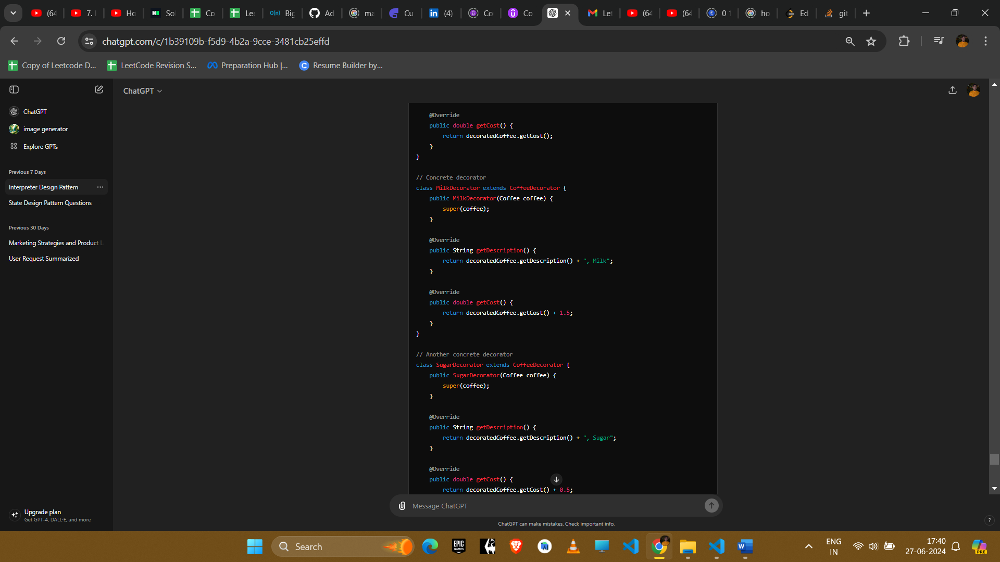 (64
7.
Ho
So
Co
Lee
O(n) Big
Ad
ma
Cu
(4)
Co
Co
Let
(64
(64
0 1
ho
Ed
git
chatgpt.com/c/1b39109b-f5d9-4b2a-9cce-3481cb25effd
Copy of Leetcode D...
LeetCode Revision S...
Preparation Hub |...
Resume Builder by...
ChatGPT
ChatGPT
image generator
Explore GPTs
Previous 7 Days
Interpreter Design Pattern
State Design Pattern Questions
Previous 30 Days
Marketing Strategies and Product L
User Request Summarized
Upgrade plan
Get GPT-4, DALL·E, and more
@Override
public double getCost() {
return decoratedCoffee.getCost();
}
}
// Concrete decorator
class MilkDecorator extends CoffeeDecorator {
public MilkDecorator(Coffee coffee) {
super(coffee);
}
@Override
public String getDescription() {
return decoratedCoffee.getDescription() + ", Milk";
}
@Override
public double getCost() {
return decoratedCoffee.getCost() + 1.5;
}
}
// Another concrete decorator
class SugarDecorator extends CoffeeDecorator {
public SugarDecorator(Coffee coffee) {
super(coffee);
}
@Override
public String getDescription() {
return decoratedCoffee.getDescription() + ", Sugar";
}
@Override
public double getCost() {
return decoratedCoffee.getCost() + 0.5;
Message ChatGPT
ChatGPT can make mistakes. Check important info.
?
Search
EPIC GAMES
ENG
IN
17:40
27-06-2024
PRE